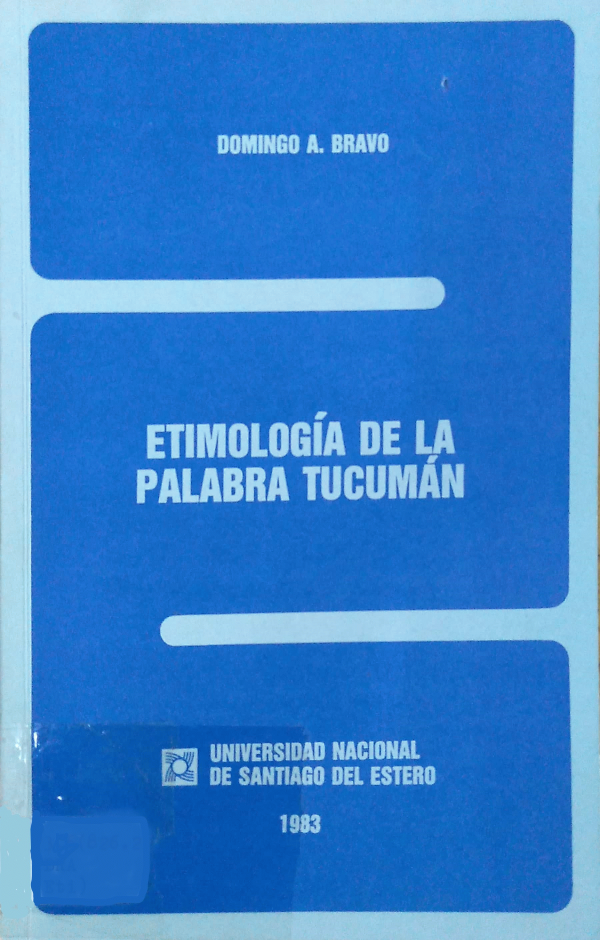 DOMINGO A. BRAVO
ETIMOLOGÍA DE LA
PALABRA TUCUMÁN
UNIVERSIDAD NACIONAL
DE SANTIAGO DEL ESTERO
1983